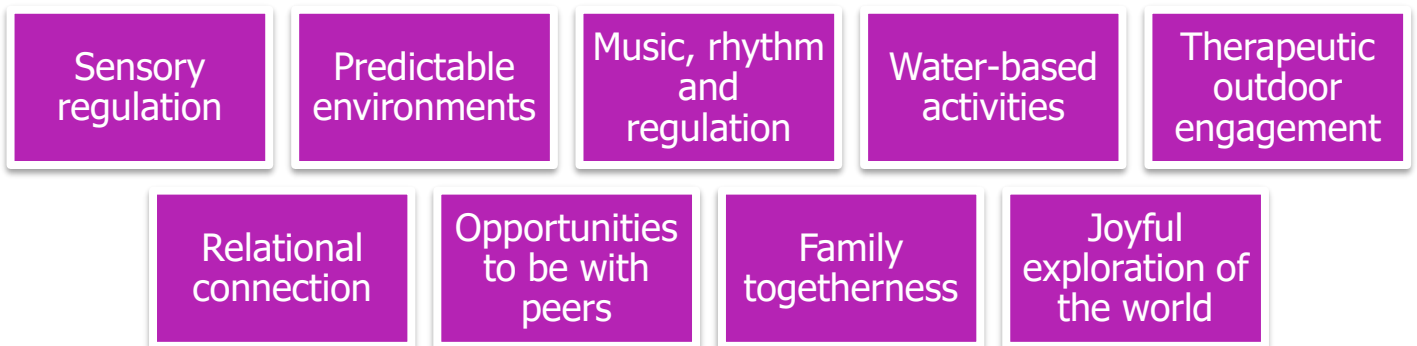 Sensory
regulation
Predictable
environments
Music, rhythm
and
regulation
Water-based
activities
Therapeutic
outdoor
engagement
Relational
connection
Opportunities
to be with
peers
Family
togetherness
Joyful
exploration of
the world